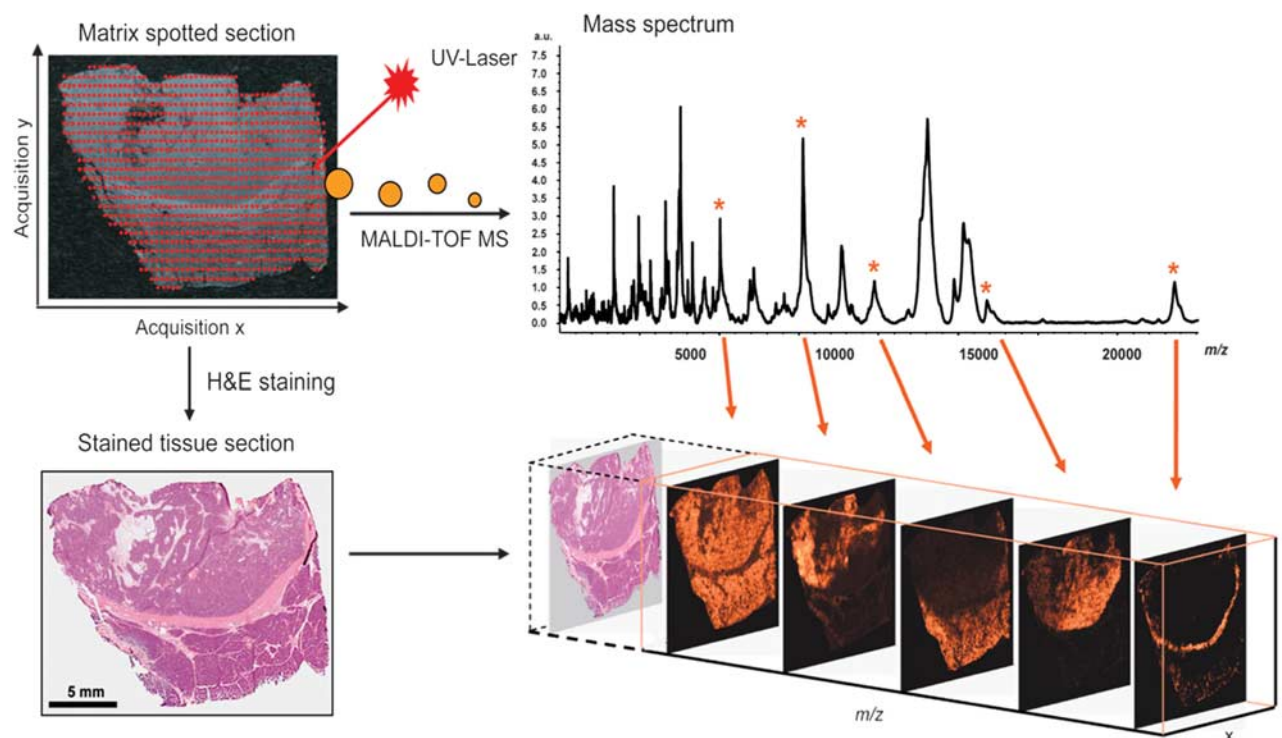 Matrix spotted section
Acquisition y
Acquisition x
UV-Laser
MALDI-TOF MS
Mass spectrum
a.u.
7.5
7.0
6.5
6.0
5.5
5.0
4.5
4.0
3.5
3.0
2.5
2.0
1.5
1.0
0.5
0.0
*
*
*
*
*
5000 10000 15000 20000 m/z
H&E staining
Stained tissue section
5 mm
m/z
x